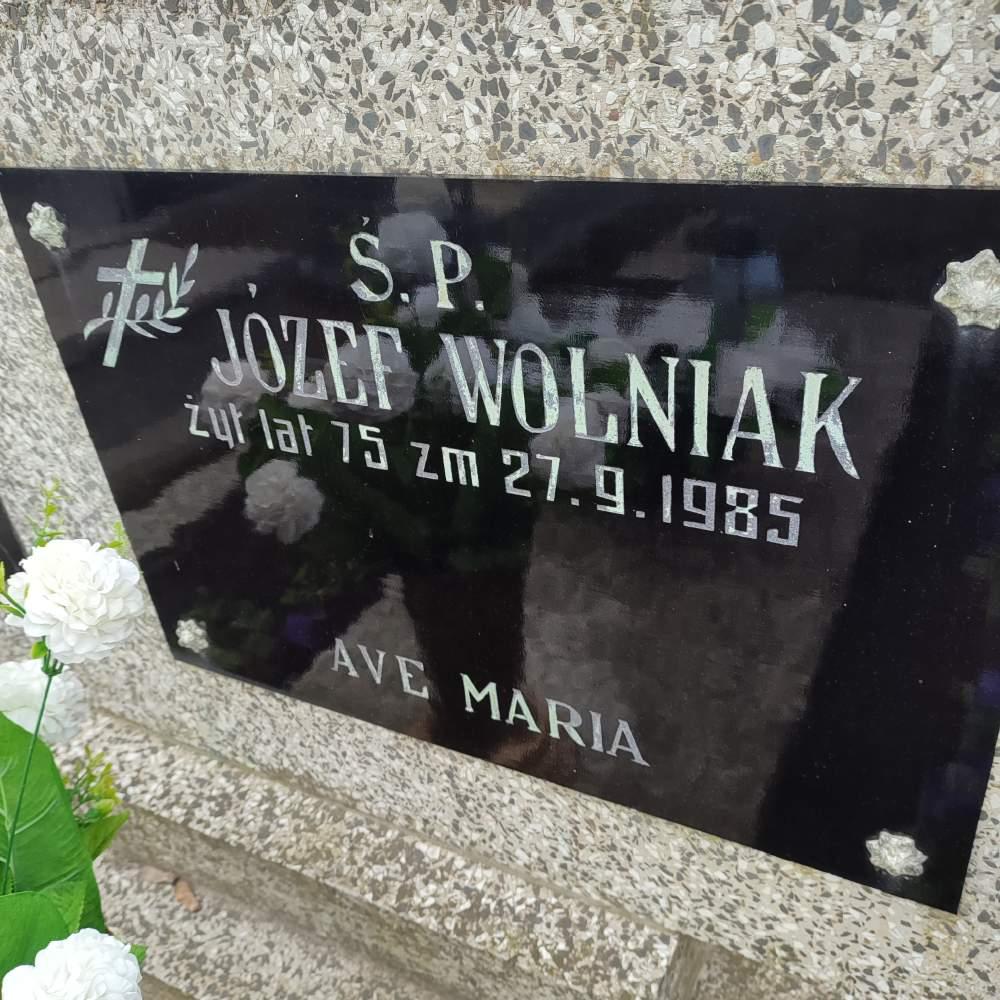 Ś. P.
JÓZEF WOLNIAK
żył lat 75 zm 27.9.1985
AVE MARIA